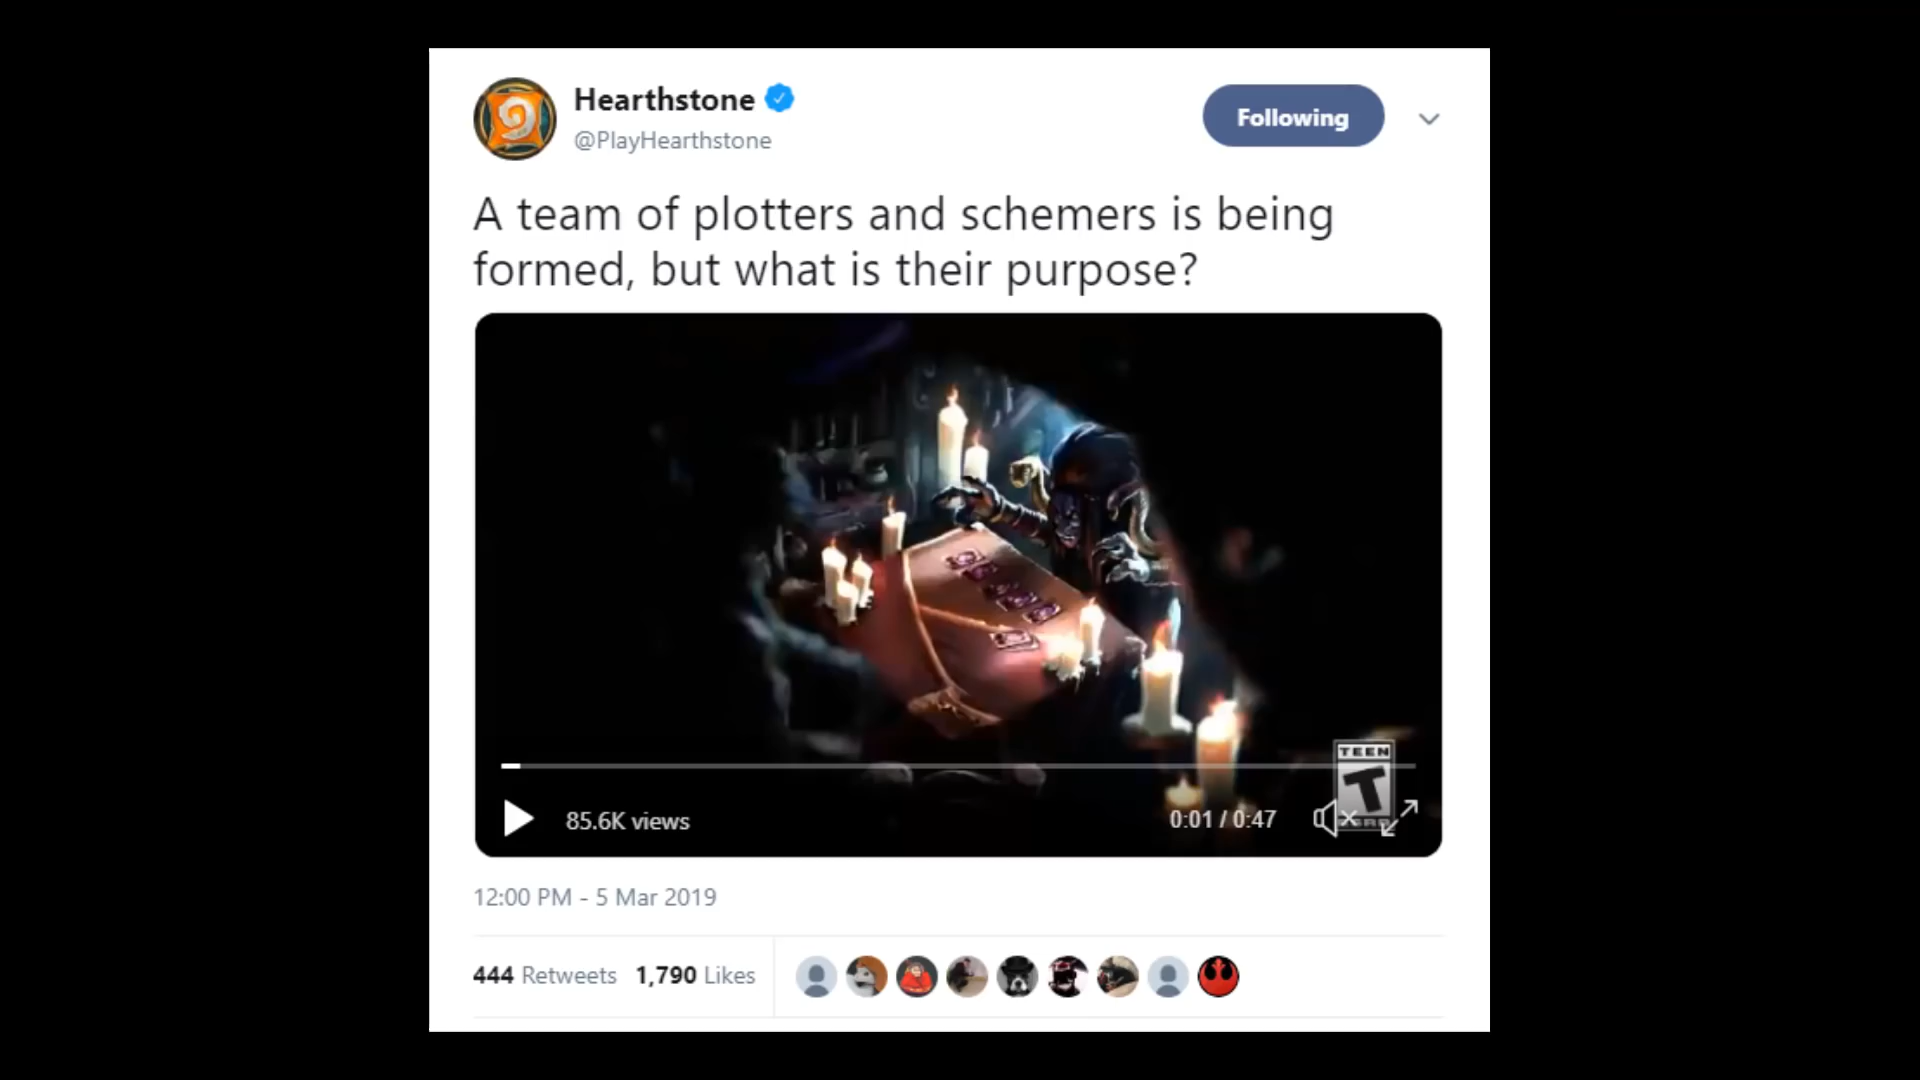 Hearthstone
@PlayHearthstone
Following
A team of plotters and schemers is being
formed, but what is their purpose?
TEEN
T
85.6K views
0:01 / 0:47
12:00 PM - 5 Mar 2019
444 Retweets 1,790 Likes